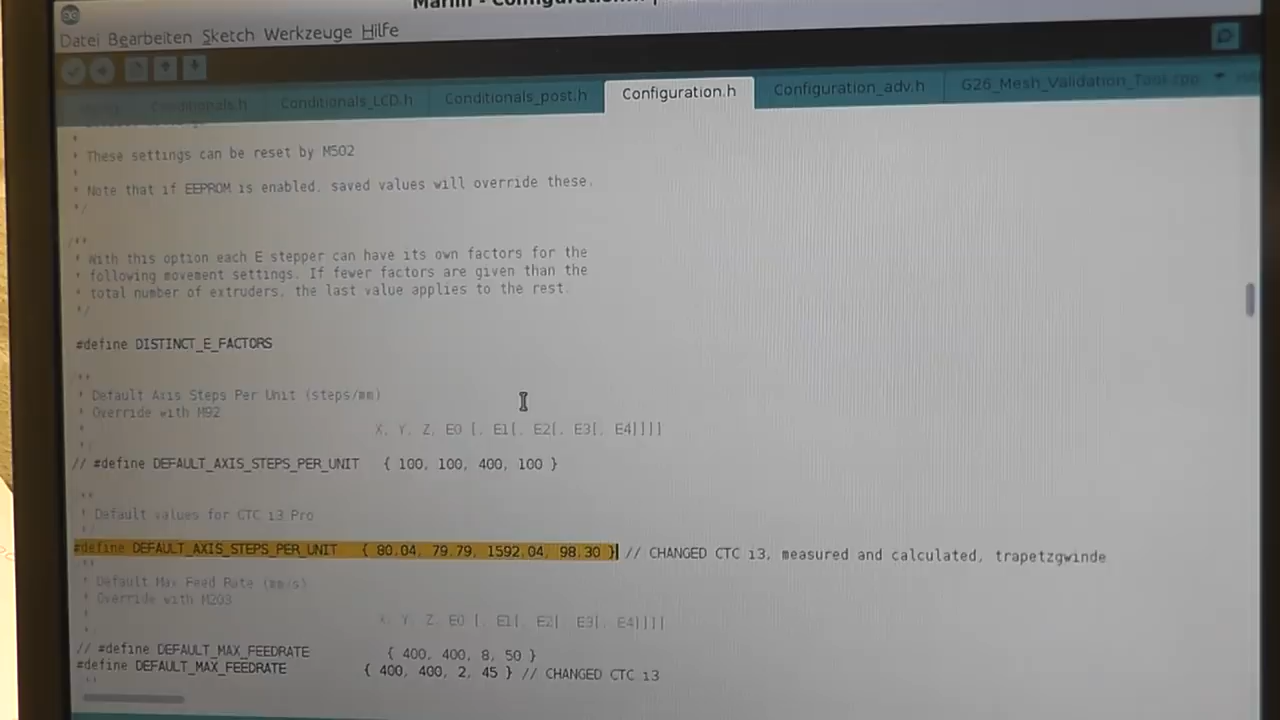 Marlin - Configuration.h
Datei Bearbeiten Sketch Werkzeuge Hilfe
Conditionals.h Conditionals_LCD.h Conditionals_post.h Configuration.h Configuration_adv.h G26_Mesh_Validation_Tool.cpp
*
* These settings can be reset by M502
*
* Note that if EEPROM is enabled, saved values will override these.
*/
/**
* With this option each E stepper can have its own factors for the
* following movement settings. If fewer factors are given than the
* total number of extruders, the last value applies to the rest.
*/
#define DISTINCT_E_FACTORS
/**
* Default Axis Steps Per Unit (steps/mm)
* Override with M92
* X, Y, Z, E0 [, E1[, E2[, E3[, E4]]]]
*/
// #define DEFAULT_AXIS_STEPS_PER_UNIT { 100, 100, 400, 100 }
/**
* Default values for CTC i3 Pro
*/
#define DEFAULT_AXIS_STEPS_PER_UNIT { 80.04, 79.79, 1592.04, 98.30 } // CHANGED CTC i3, measured and calculated, trapetzgwinde
/**
* Default Max Feed Rate (mm/s)
* Override with M203
* X, Y, Z, E0 [, E1[, E2[, E3[, E4]]]]
*/
// #define DEFAULT_MAX_FEEDRATE { 400, 400, 8, 50 }
#define DEFAULT_MAX_FEEDRATE { 400, 400, 2, 45 } // CHANGED CTC i3